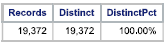 Records Distinct DistinctPct
19,372 19,372 100.00%